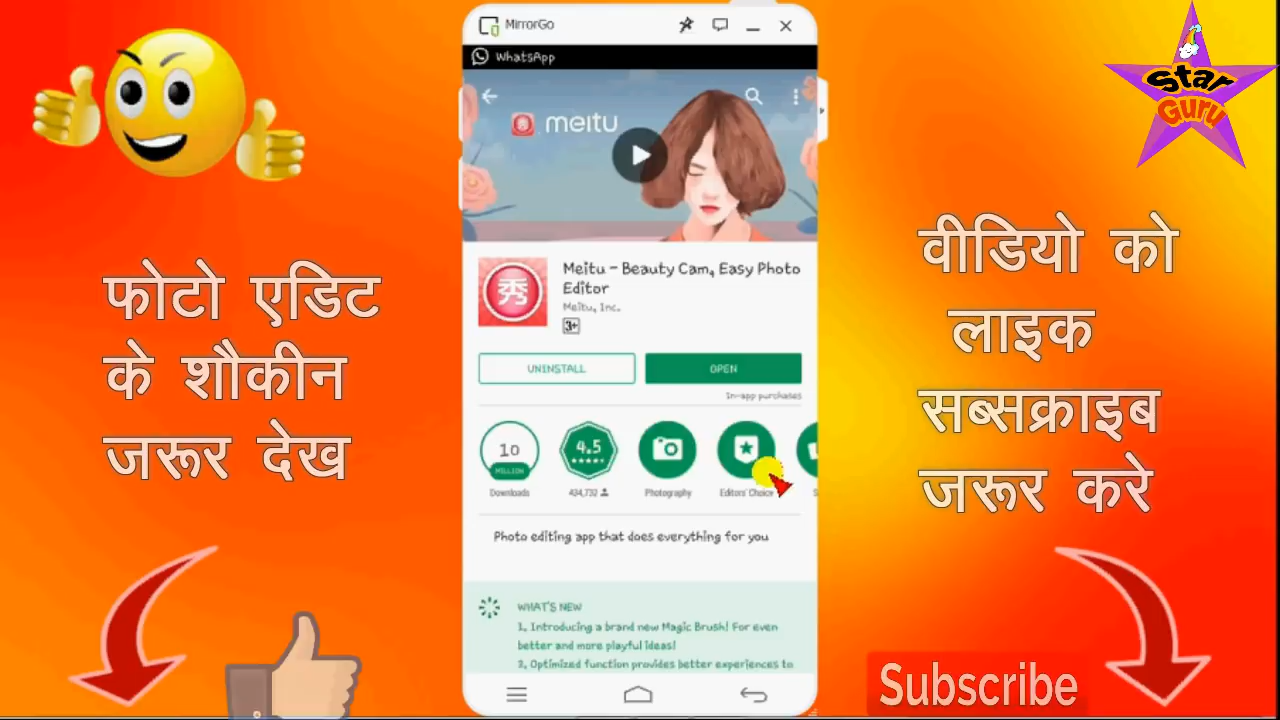 MirrorGo
WhatsApp
Star
Guru
meitu
फोटो एडिट
के शौकीन
जरूर देख
Meitu – Beauty Cam, Easy Photo
Editor
Meitu, Inc.
3+
秀
UNINSTALL
OPEN
In-app purchases
10
MILLION
Downloads
4.5
434,732
Photography
Editors' Choice
Photo editing app that does everything for you
WHAT'S NEW
1, Introducing a brand new Magic Brush! For even
better and more playful ideas!
2, Optimized function provides better experiences to
वीडियो को
लाइक
सब्सक्राइब
जरूर करे
Subscribe